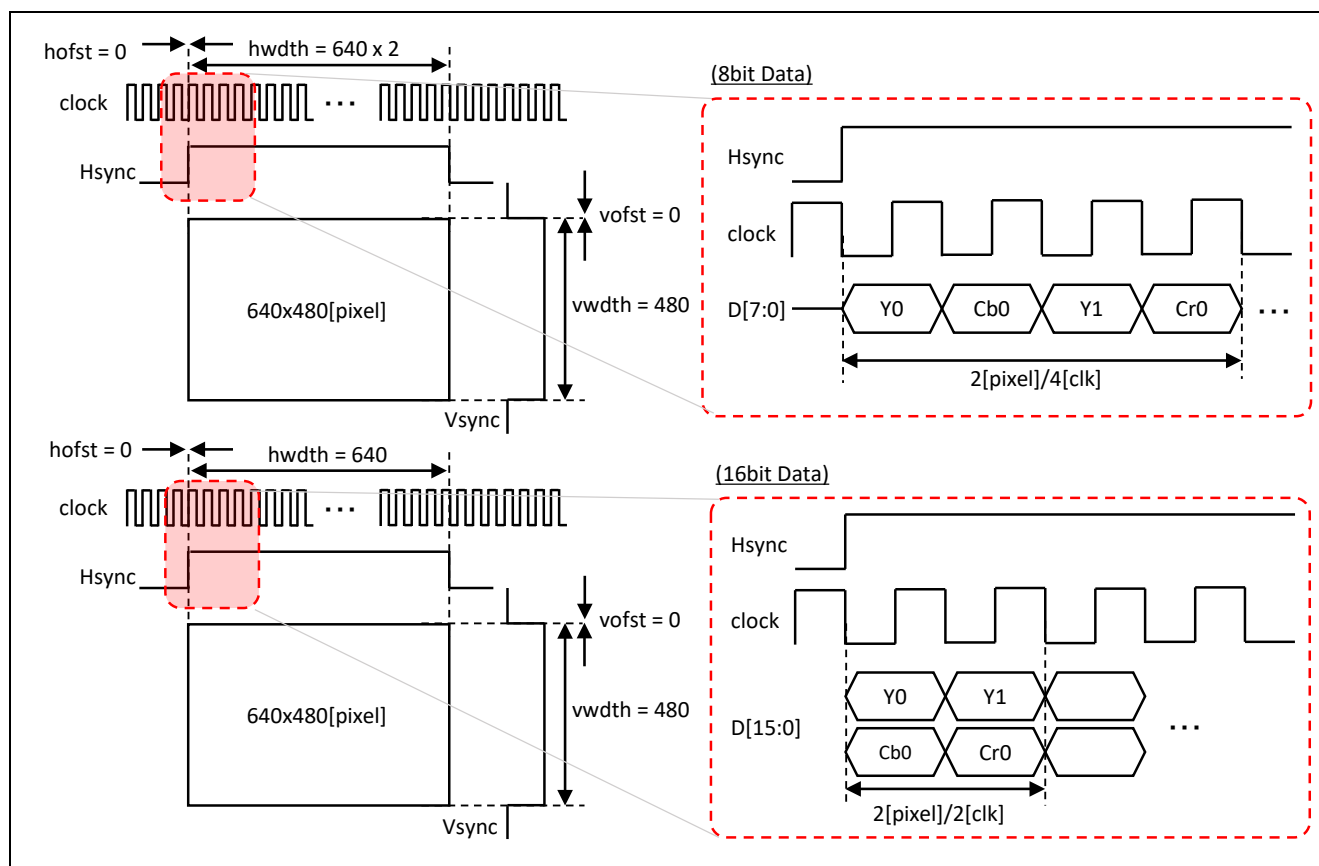 hofst = 0
hwdth = 640 x 2
clock
...
Hsync
vofst = 0
640x480[pixel]
vwdth = 480
Vsync
(8bit Data)
Hsync
clock
D[7:0]
Y0
Cb0
Y1
Cr0
...
2[pixel]/4[clk]
hofst = 0
hwdth = 640
clock
...
Hsync
vofst = 0
640x480[pixel]
vwdth = 480
Vsync
(16bit Data)
Hsync
clock
D[15:0]
Y0
Y1
Cb0
Cr0
...
2[pixel]/2[clk]